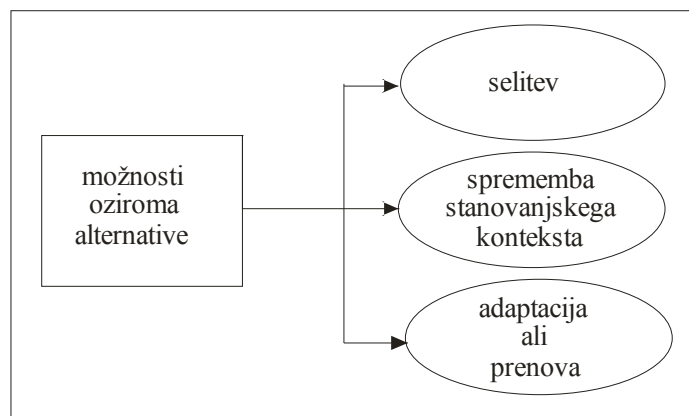 možnosti
oziroma
alternative
selitev
sprememba
stanovanjskega
konteksta
adaptacija
ali
prenova